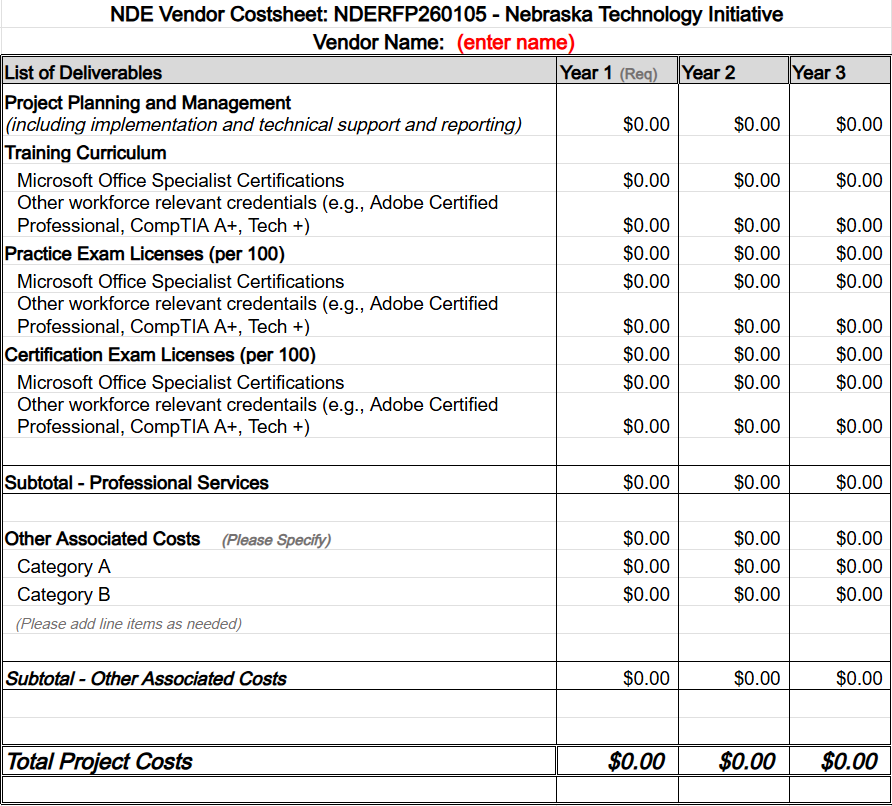 NDE Vendor Costsheet: NDERFP260105 - Nebraska Technology Initiative
Vendor Name: (enter name)
List of Deliverables Year 1 (Req) Year 2 Year 3
Project Planning and Management
(including implementation and technical support and reporting) $0.00 $0.00 $0.00
Training Curriculum
Microsoft Office Specialist Certifications $0.00 $0.00 $0.00
Other workforce relevant credentials (e.g., Adobe Certified
Professional, CompTIA A+, Tech +) $0.00 $0.00 $0.00
Practice Exam Licenses (per 100) $0.00 $0.00 $0.00
Microsoft Office Specialist Certifications $0.00 $0.00 $0.00
Other workforce relevant credentails (e.g., Adobe Certified
Professional, CompTIA A+, Tech +) $0.00 $0.00 $0.00
Certification Exam Licenses (per 100) $0.00 $0.00 $0.00
Microsoft Office Specialist Certifications $0.00 $0.00 $0.00
Other workforce relevant credentails (e.g., Adobe Certified
Professional, CompTIA A+, Tech +) $0.00 $0.00 $0.00
Subtotal - Professional Services $0.00 $0.00 $0.00
Other Associated Costs (Please Specify) $0.00 $0.00 $0.00
Category A $0.00 $0.00 $0.00
Category B $0.00 $0.00 $0.00
(Please add line items as needed)
Subtotal - Other Associated Costs $0.00 $0.00 $0.00
Total Project Costs $0.00 $0.00 $0.00